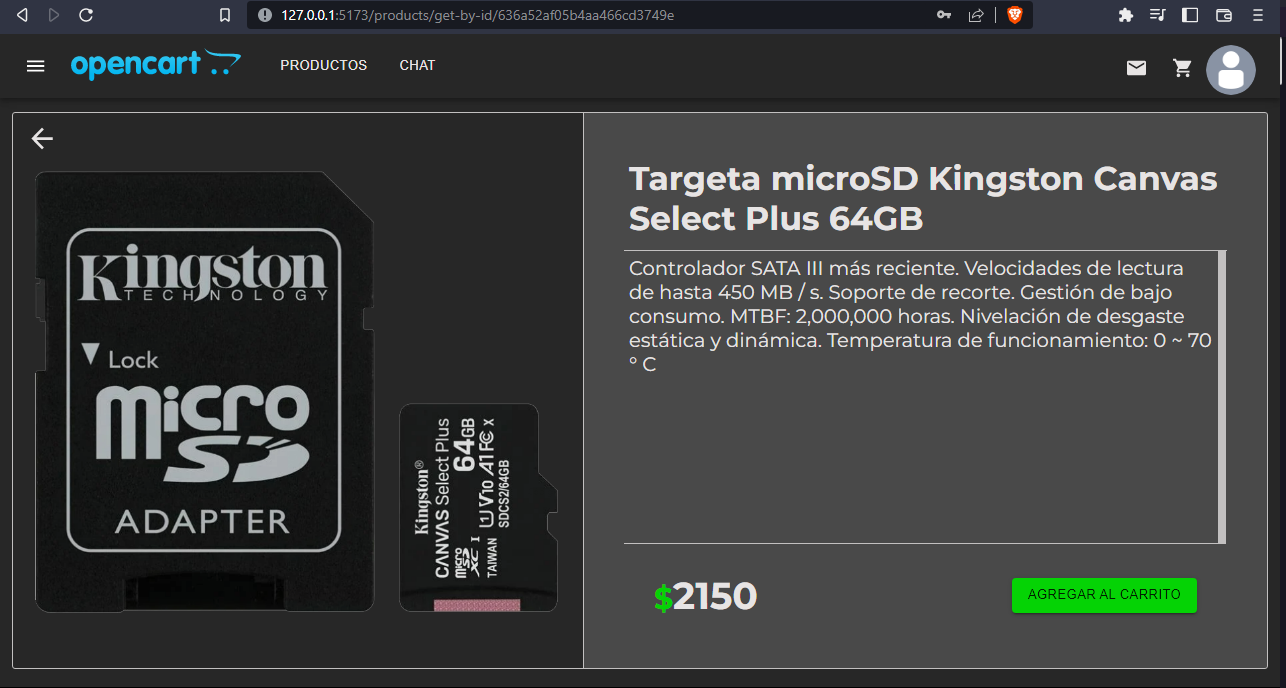 127.0.0.1:5173/products/get-by-id/636a52af05b4aa466cd3749e
opencart
PRODUCTOS
CHAT
Kingston
TECHNOLOGY
Lock
micro
SD
ADAPTER
Kingston®
CANVAS Select Plus
64GB
micro
SD
XC I
U1 V10 A1 FC X
TAIWAN
SDCS2/64GB
Targeta microSD Kingston Canvas
Select Plus 64GB
Controlador SATA III más reciente. Velocidades de lectura
de hasta 450 MB / s. Soporte de recorte. Gestión de bajo
consumo. MTBF: 2,000,000 horas. Nivelación de desgaste
estática y dinámica. Temperatura de funcionamiento: 0 ~ 70
° C
$2150
AGREGAR AL CARRITO